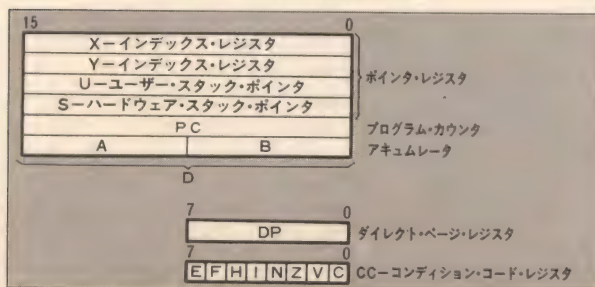 15 0
X－インデックス・レジスタ
Y－インデックス・レジスタ
U－ユーザー・スタック・ポインタ
S－ハードウェア・スタック・ポインタ
ポインタ・レジスタ
PC プログラム・カウンタ
A B アキュムレータ
D
7 0
DP ダイレクト・ページ・レジスタ
7 0
E F H I N Z V C CC－コンディション・コード・レジスタ